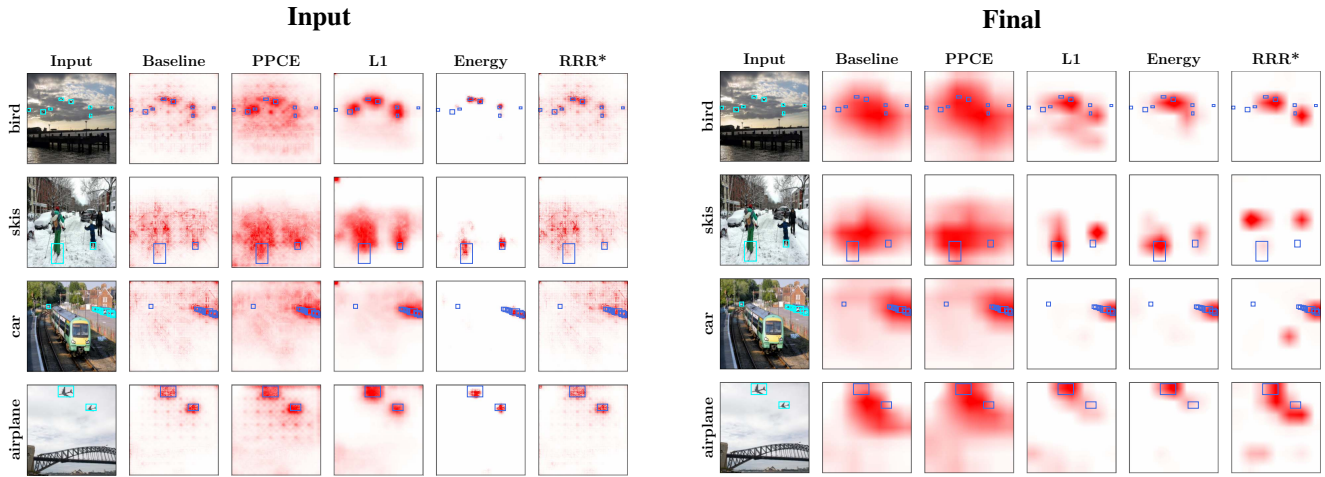 Input
Input Baseline PPCE L1 Energy RRR*
bird
skis
car
airplane
Final
Input Baseline PPCE L1 Energy RRR*
bird
skis
car
airplane